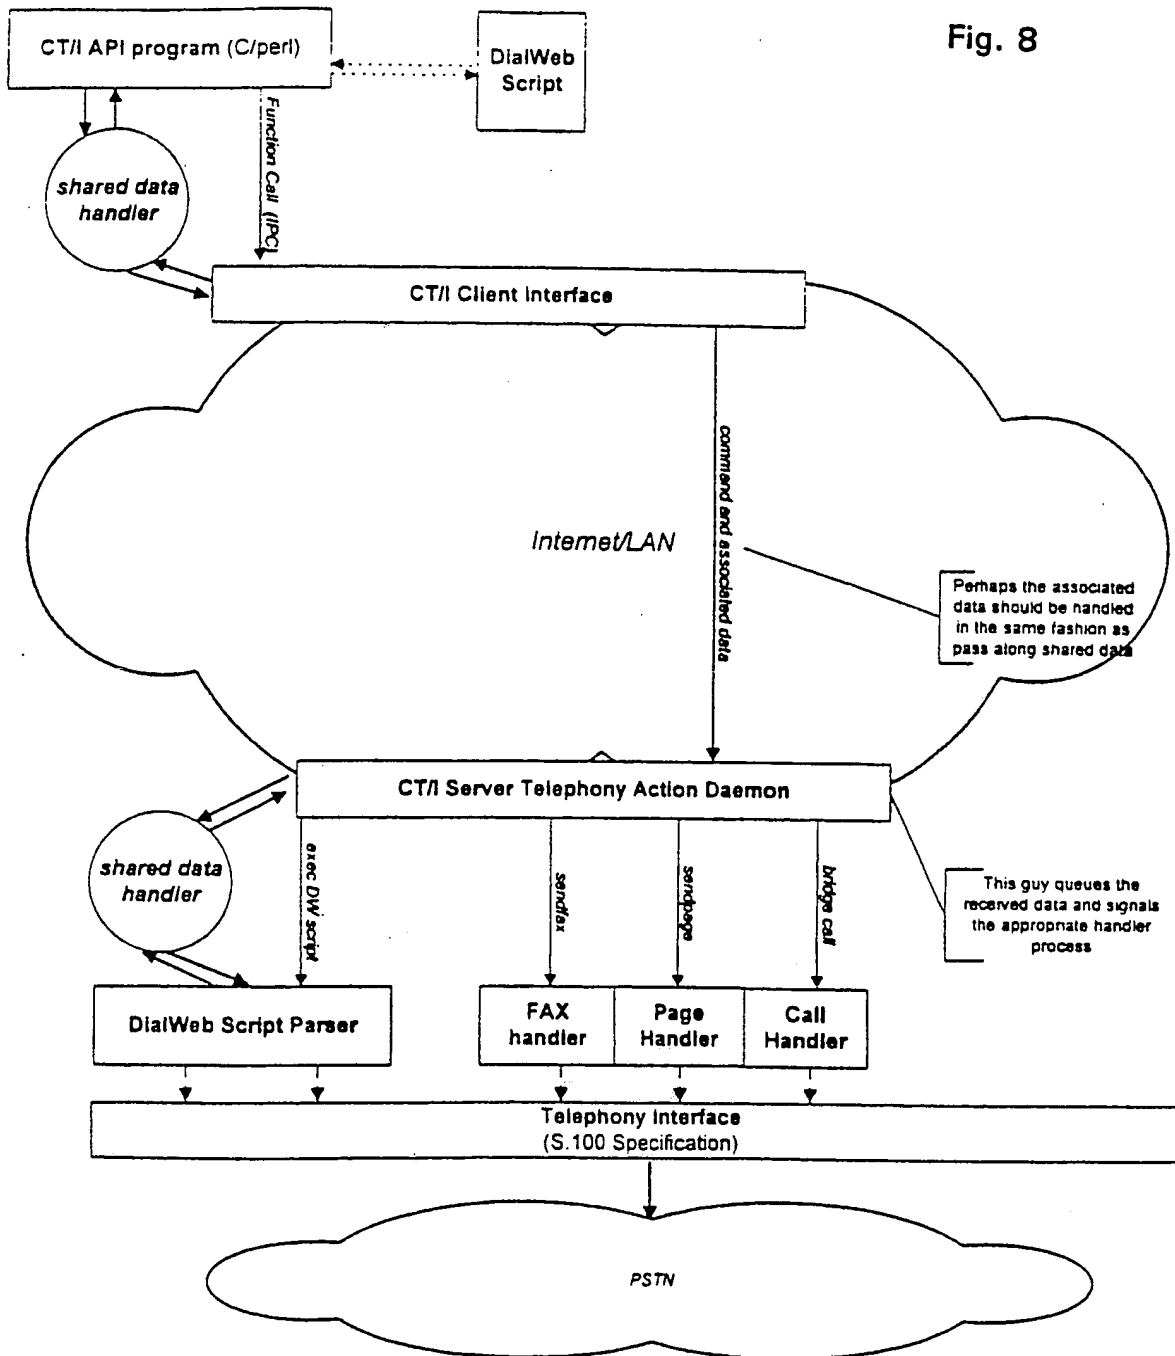 Fig. 8
CT/I API program (C/perl)
DialWeb
Script
Function Call (IPC)
shared data
handler
CT/I Client Interface
command and associated data
Internet/LAN
Perhaps the associated
data should be handled
in the same fashion as
pass along shared data
CT/I Server Telephony Action Daemon
shared data
handler
exec DW script
sendfax
sendpage
bridge call
This guy queues the
received data and signals
the appropriate handler
process
DialWeb Script Parser
FAX
handler
Page
Handler
Call
Handler
Telephony Interface
(S.100 Specification)
PSTN